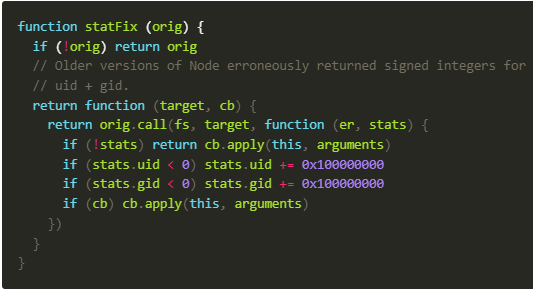 function statFix (orig) {
  if (!orig) return orig
  // Older versions of Node erroneously returned signed integers for
  // uid + gid.
  return function (target, cb) {
    return orig.call(fs, target, function (er, stats) {
      if (!stats) return cb.apply(this, arguments)
      if (stats.uid < 0) stats.uid += 0x100000000
      if (stats.gid < 0) stats.gid += 0x100000000
      if (cb) cb.apply(this, arguments)
    })
  }
}